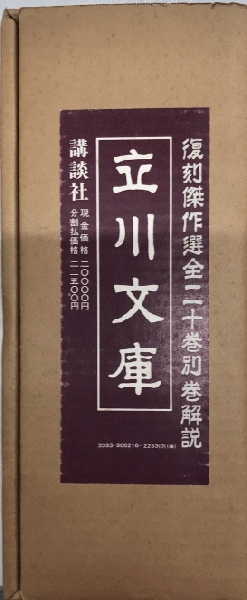 復刻傑作選全二十巻別巻解説
立川文庫
講談社
現金価格 二〇〇〇〇円
分割払価格 二一五〇〇円